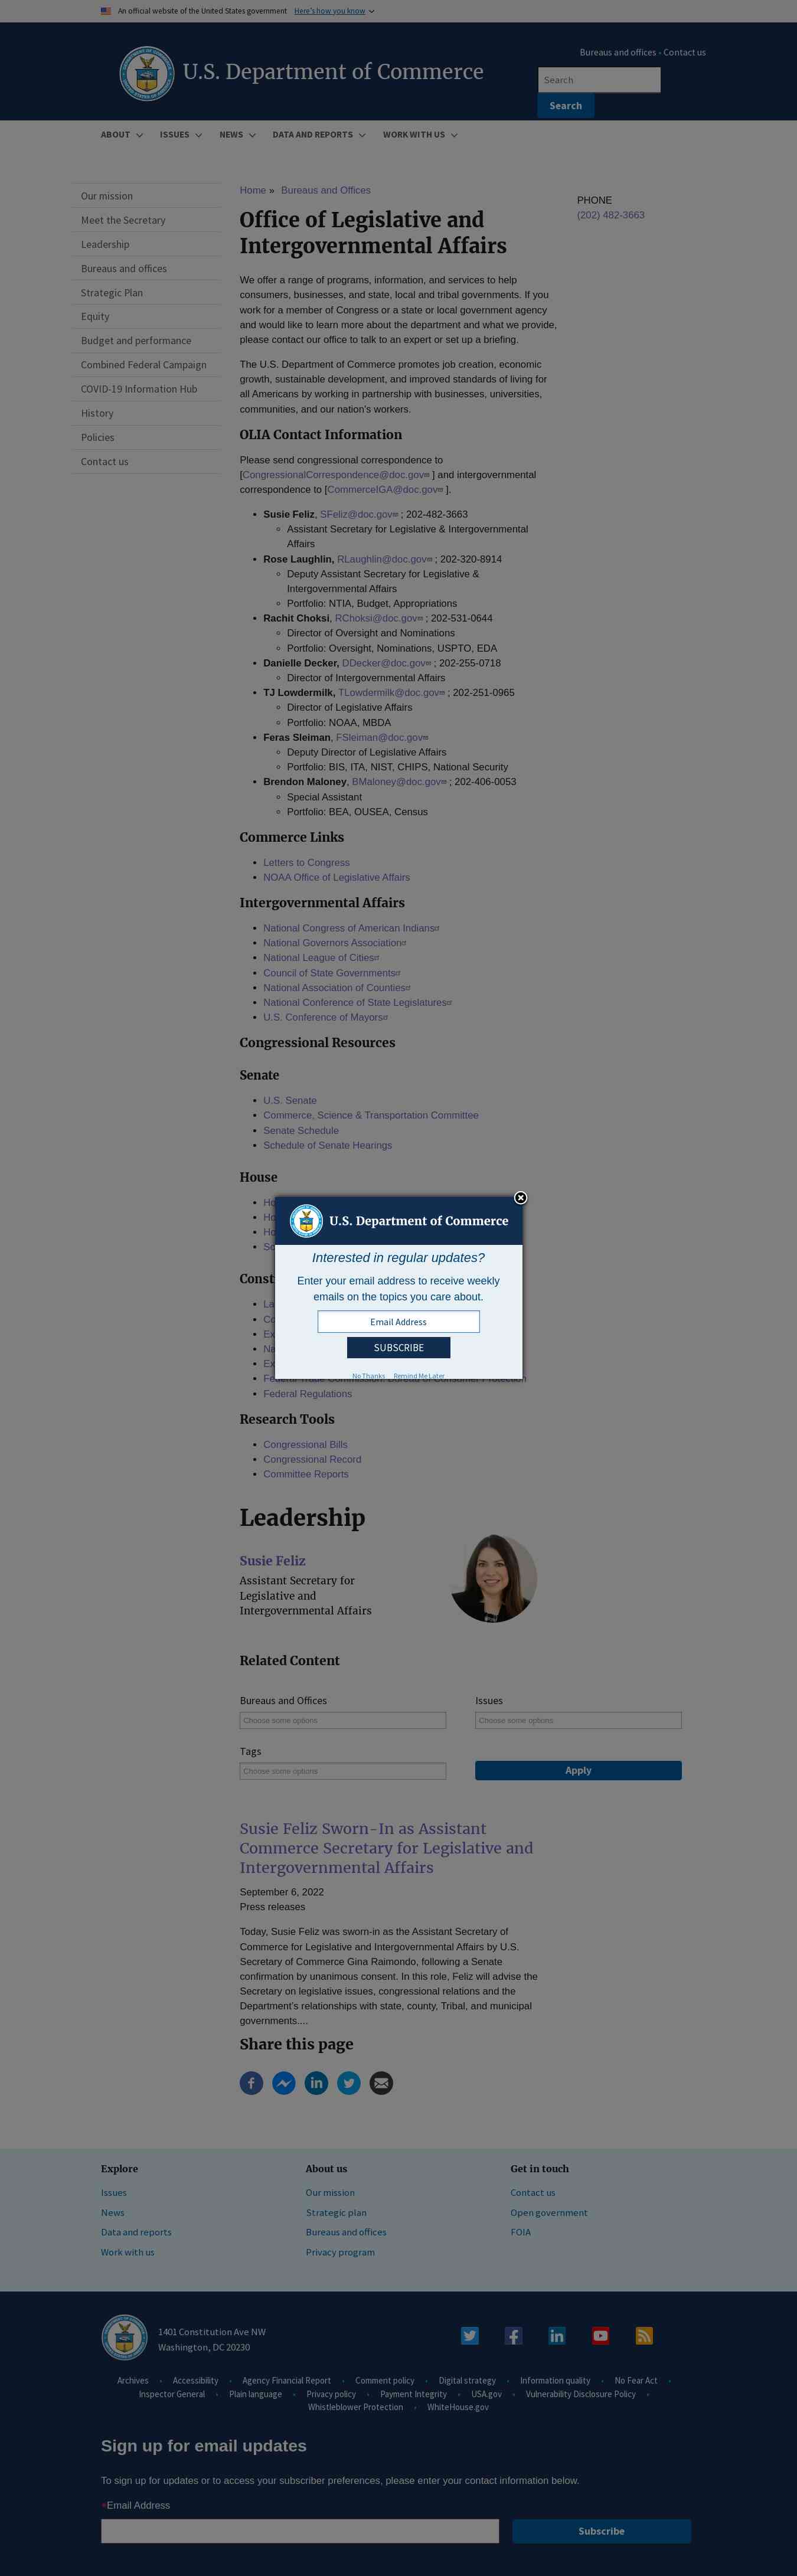 An official website of the United States government Here's how you know
U.S. Department of Commerce
Bureaus and offices • Contact us
Search
Search
ABOUT ISSUES NEWS DATA AND REPORTS WORK WITH US
Our mission
Meet the Secretary
Leadership
Bureaus and offices
Strategic Plan
Equity
Budget and performance
Combined Federal Campaign
COVID-19 Information Hub
History
Policies
Contact us
Home » Bureaus and Offices
Office of Legislative and
Intergovernmental Affairs
PHONE
(202) 482-3663
We offer a range of programs, information, and services to help
consumers, businesses, and state, local and tribal governments. If you
work for a member of Congress or a state or local government agency
and would like to learn more about the department and what we provide,
please contact our office to talk to an expert or set up a briefing.
The U.S. Department of Commerce promotes job creation, economic
growth, sustainable development, and improved standards of living for
all Americans by working in partnership with businesses, universities,
communities, and our nation's workers.
OLIA Contact Information
Please send congressional correspondence to
[CongressionalCorrespondence@doc.gov ] and intergovernmental
correspondence to [CommerceIGA@doc.gov ].
• Susie Feliz, SFeliz@doc.gov ; 202-482-3663
Assistant Secretary for Legislative & Intergovernmental
Affairs
• Rose Laughlin, RLaughlin@doc.gov ; 202-320-8914
Deputy Assistant Secretary for Legislative &
Intergovernmental Affairs
Portfolio: NTIA, Budget, Appropriations
• Rachit Choksi, RChoksi@doc.gov ; 202-531-0644
Director of Oversight and Nominations
Portfolio: Oversight, Nominations, USPTO, EDA
• Danielle Decker, DDecker@doc.gov ; 202-255-0718
Director of Intergovernmental Affairs
• TJ Lowdermilk, TLowdermilk@doc.gov ; 202-251-0965
Director of Legislative Affairs
Portfolio: NOAA, MBDA
• Feras Sleiman, FSleiman@doc.gov
Deputy Director of Legislative Affairs
Portfolio: BIS, ITA, NIST, CHIPS, National Security
• Brendon Maloney, BMaloney@doc.gov ; 202-406-0053
Special Assistant
Portfolio: BEA, OUSEA, Census
Commerce Links
• Letters to Congress
• NOAA Office of Legislative Affairs
Intergovernmental Affairs
• National Congress of American Indians
• National Governors Association
• National League of Cities
• Council of State Governments
• National Association of Counties
• National Conference of State Legislatures
• U.S. Conference of Mayors
Congressional Resources
Senate
• U.S. Senate
• Commerce, Science & Transportation Committee
• Senate Schedule
• Schedule of Senate Hearings
House
U.S. Department of Commerce
Interested in regular updates?
Enter your email address to receive weekly
emails on the topics you care about.
Email Address
SUBSCRIBE
No Thanks Remind Me Later
• Federal Regulations
Research Tools
• Congressional Bills
• Congressional Record
• Committee Reports
Leadership
Susie Feliz
Assistant Secretary for
Legislative and
Intergovernmental Affairs
Related Content
Bureaus and Offices
Choose some options
Issues
Choose some options
Tags
Choose some options
Apply
Susie Feliz Sworn-In as Assistant
Commerce Secretary for Legislative and
Intergovernmental Affairs
September 6, 2022
Press releases
Today, Susie Feliz was sworn-in as the Assistant Secretary of
Commerce for Legislative and Intergovernmental Affairs by U.S.
Secretary of Commerce Gina Raimondo, following a Senate
confirmation by unanimous consent. In this role, Feliz will advise the
Secretary on legislative issues, congressional relations and the
Department's relationships with state, county, Tribal, and municipal
governments....
Share this page
Explore
Issues
News
Data and reports
Work with us
About us
Our mission
Strategic plan
Bureaus and offices
Privacy program
Get in touch
Contact us
Open government
FOIA
1401 Constitution Ave NW
Washington, DC 20230
Archives • Accessibility • Agency Financial Report • Comment policy • Digital strategy • Information quality • No Fear Act •
Inspector General • Plain language • Privacy policy • Payment Integrity • USA.gov • Vulnerability Disclosure Policy •
Whistleblower Protection • WhiteHouse.gov
Sign up for email updates
To sign up for updates or to access your subscriber preferences, please enter your contact information below.
*Email Address
Subscribe